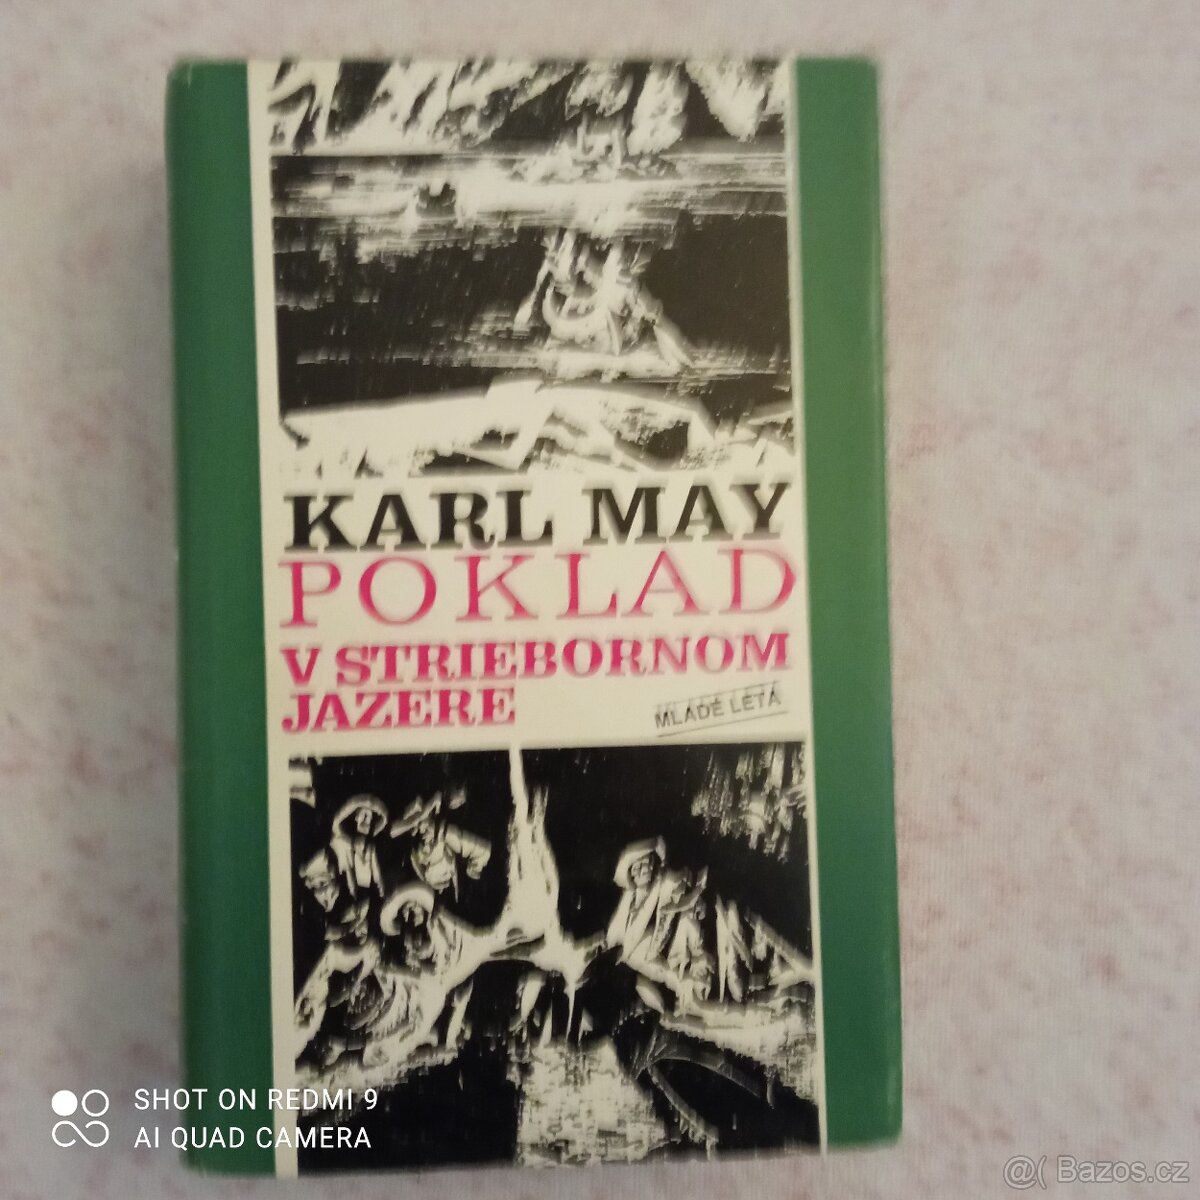 KARL MAY
POKLAD
V STRIEBORNOM
JAZERE
MLADÉ LETÁ
SHOT ON REDMI 9
AI QUAD CAMERA
@( Bazos.cz